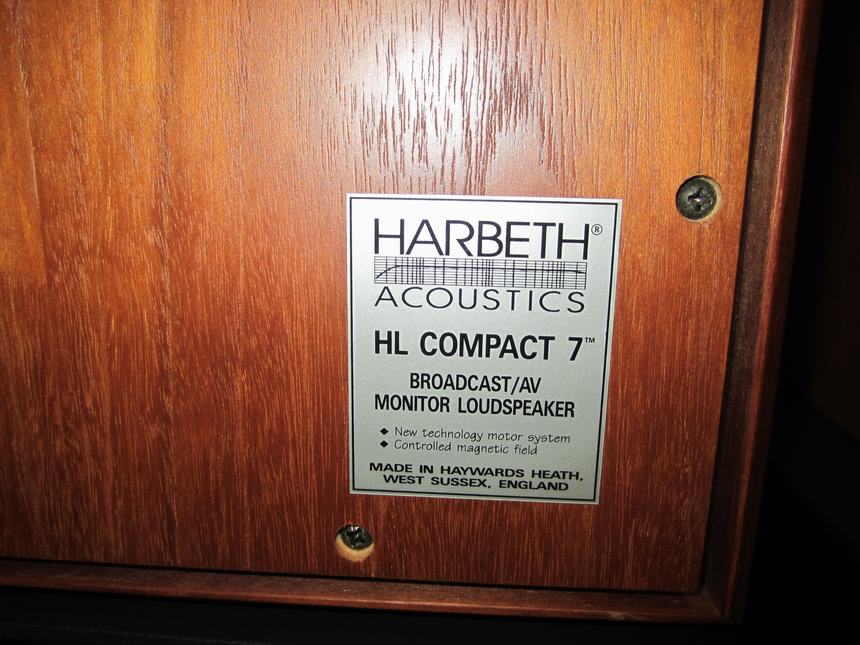 HARBETH®
ACOUSTICS
HL COMPACT 7™
BROADCAST/AV
MONITOR LOUDSPEAKER
◆ New technology motor system
◆ Controlled magnetic field
MADE IN HAYWARDS HEATH,
WEST SUSSEX, ENGLAND